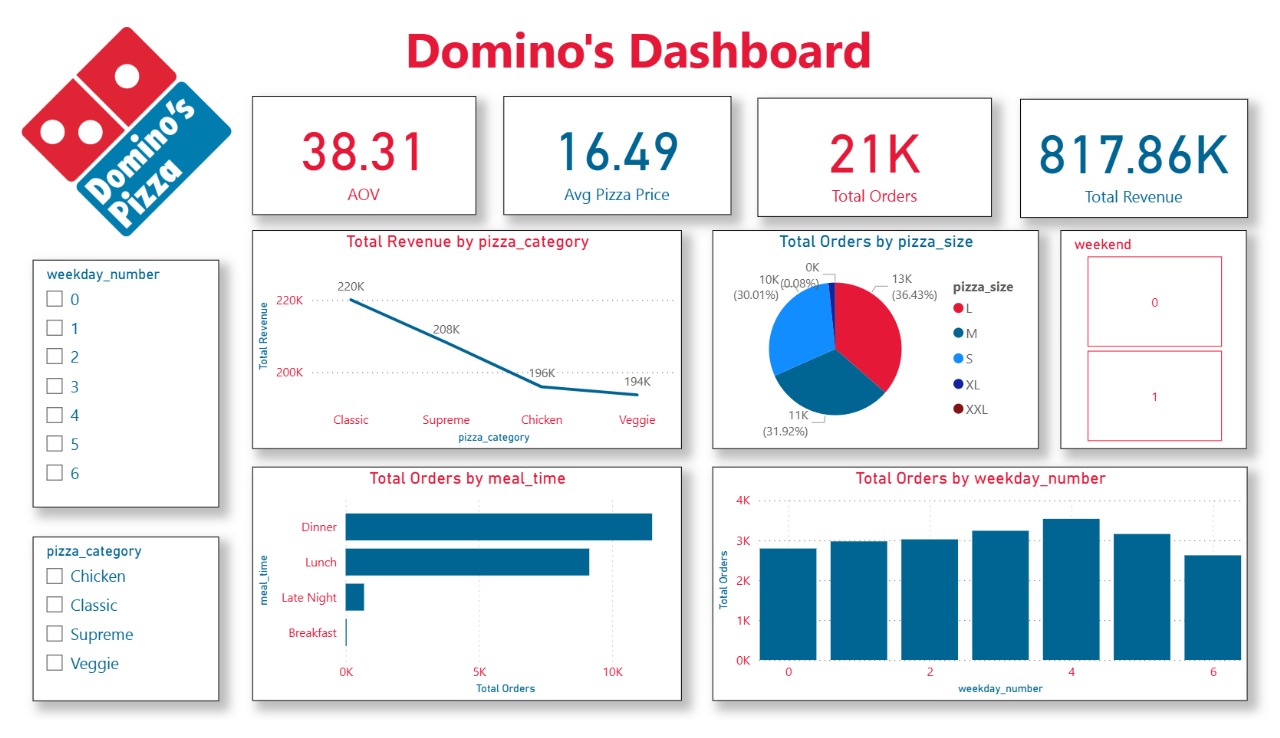 Domino's Dashboard
Domino's
Pizza
38.31
AOV
16.49
Avg Pizza Price
21K
Total Orders
817.86K
Total Revenue
weekday_number
0
1
2
3
4
5
6
pizza_category
Chicken
Classic
Supreme
Veggie
Total Revenue by pizza_category
Total Revenue
220K
200K
220K
208K
196K
194K
Classic
Supreme
Chicken
Veggie
pizza_category
Total Orders by pizza_size
0K
(0.08%)
10K
(30.01%)
13K
(36.43%)
11K
(31.92%)
pizza_size
L
M
S
XL
XXL
weekend
0
1
Total Orders by meal_time
meal_time
Dinner
Lunch
Late Night
Breakfast
0K
5K
10K
Total Orders
Total Orders by weekday_number
Total Orders
4K
3K
2K
1K
0K
0
2
4
6
weekday_number